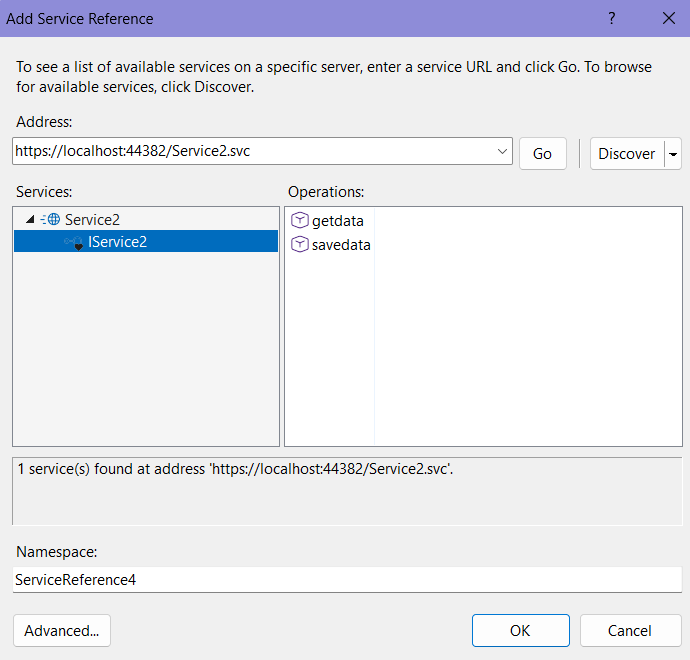 Add Service Reference
?
To see a list of available services on a specific server, enter a service URL and click Go. To browse
for available services, click Discover.
Address:
https://localhost:44382/Service2.svc
Go
Discover
Services:
Operations:
Service2
IService2
getdata
savedata
1 service(s) found at address 'https://localhost:44382/Service2.svc'.
Namespace:
ServiceReference4
Advanced...
OK
Cancel